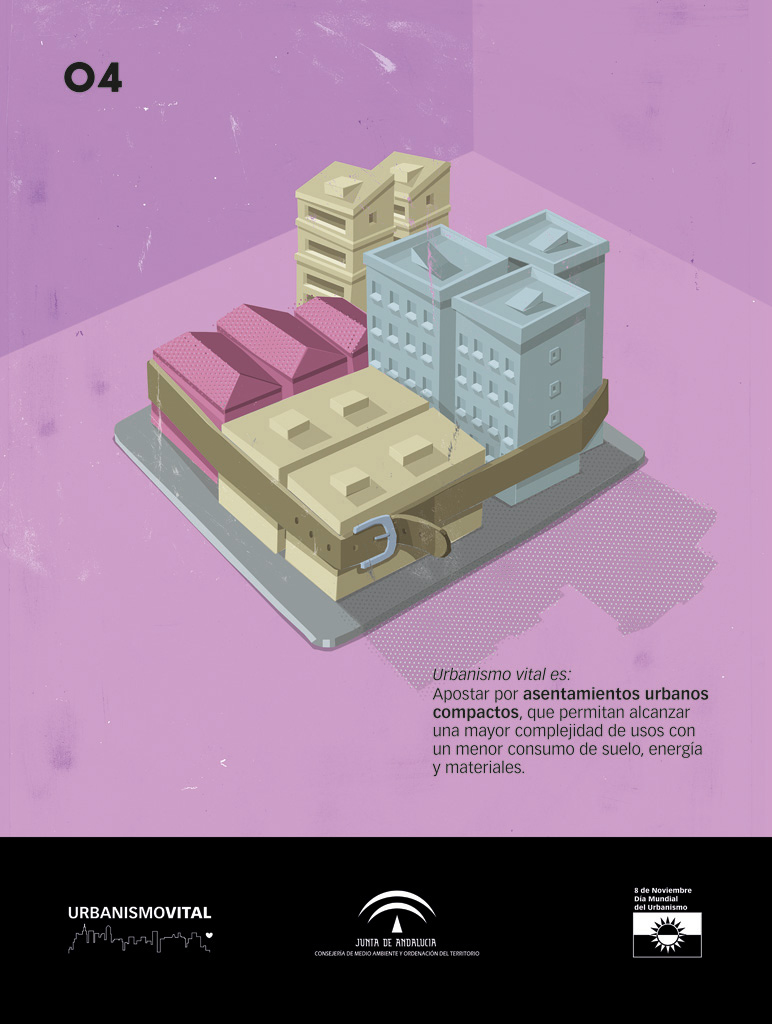 04
Urbanismo vital es:
Apostar por asentamientos urbanos
compactos, que permitan alcanzar
una mayor complejidad de usos con
un menor consumo de suelo, energía
y materiales.
URBANISMOVITAL
JUNTA DE ANDALUCIA
CONSEJERÍA DE MEDIO AMBIENTE Y ORDENACIÓN DEL TERRITORIO
8 de Noviembre
Día Mundial
del Urbanismo